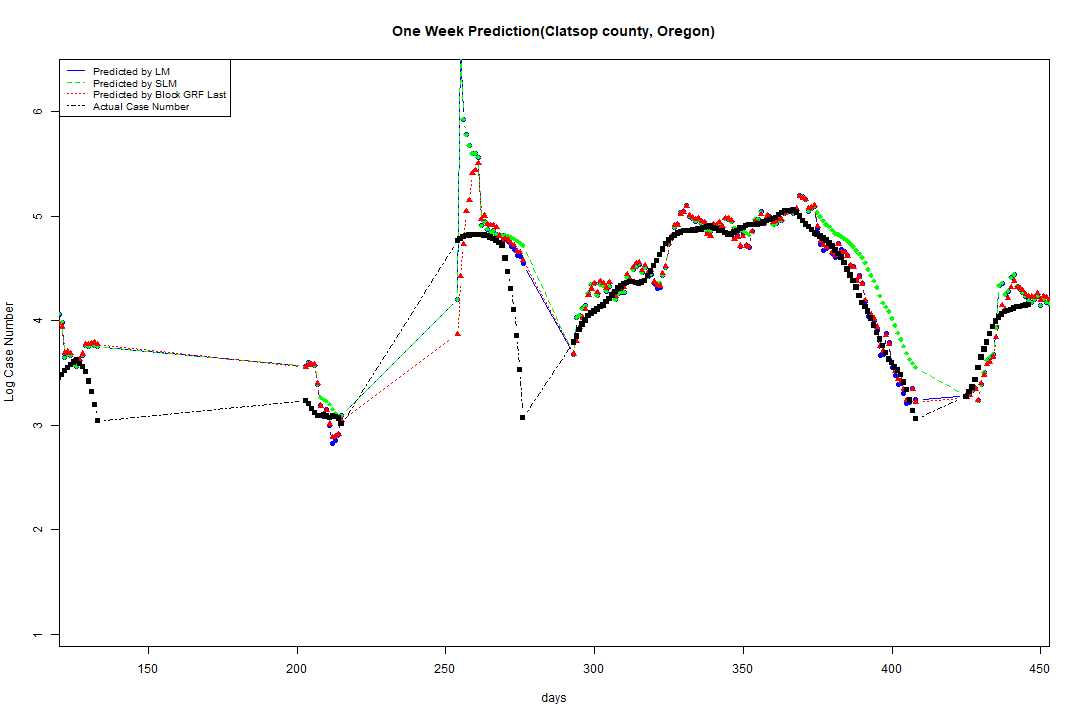 One Week Prediction(Clatsop county, Oregon)
Predicted by LM
Predicted by SLM
Predicted by Block GRF Last
Actual Case Number
Log Case Number
6
5
4
3
2
1
150 200 250 300 350 400 450
days